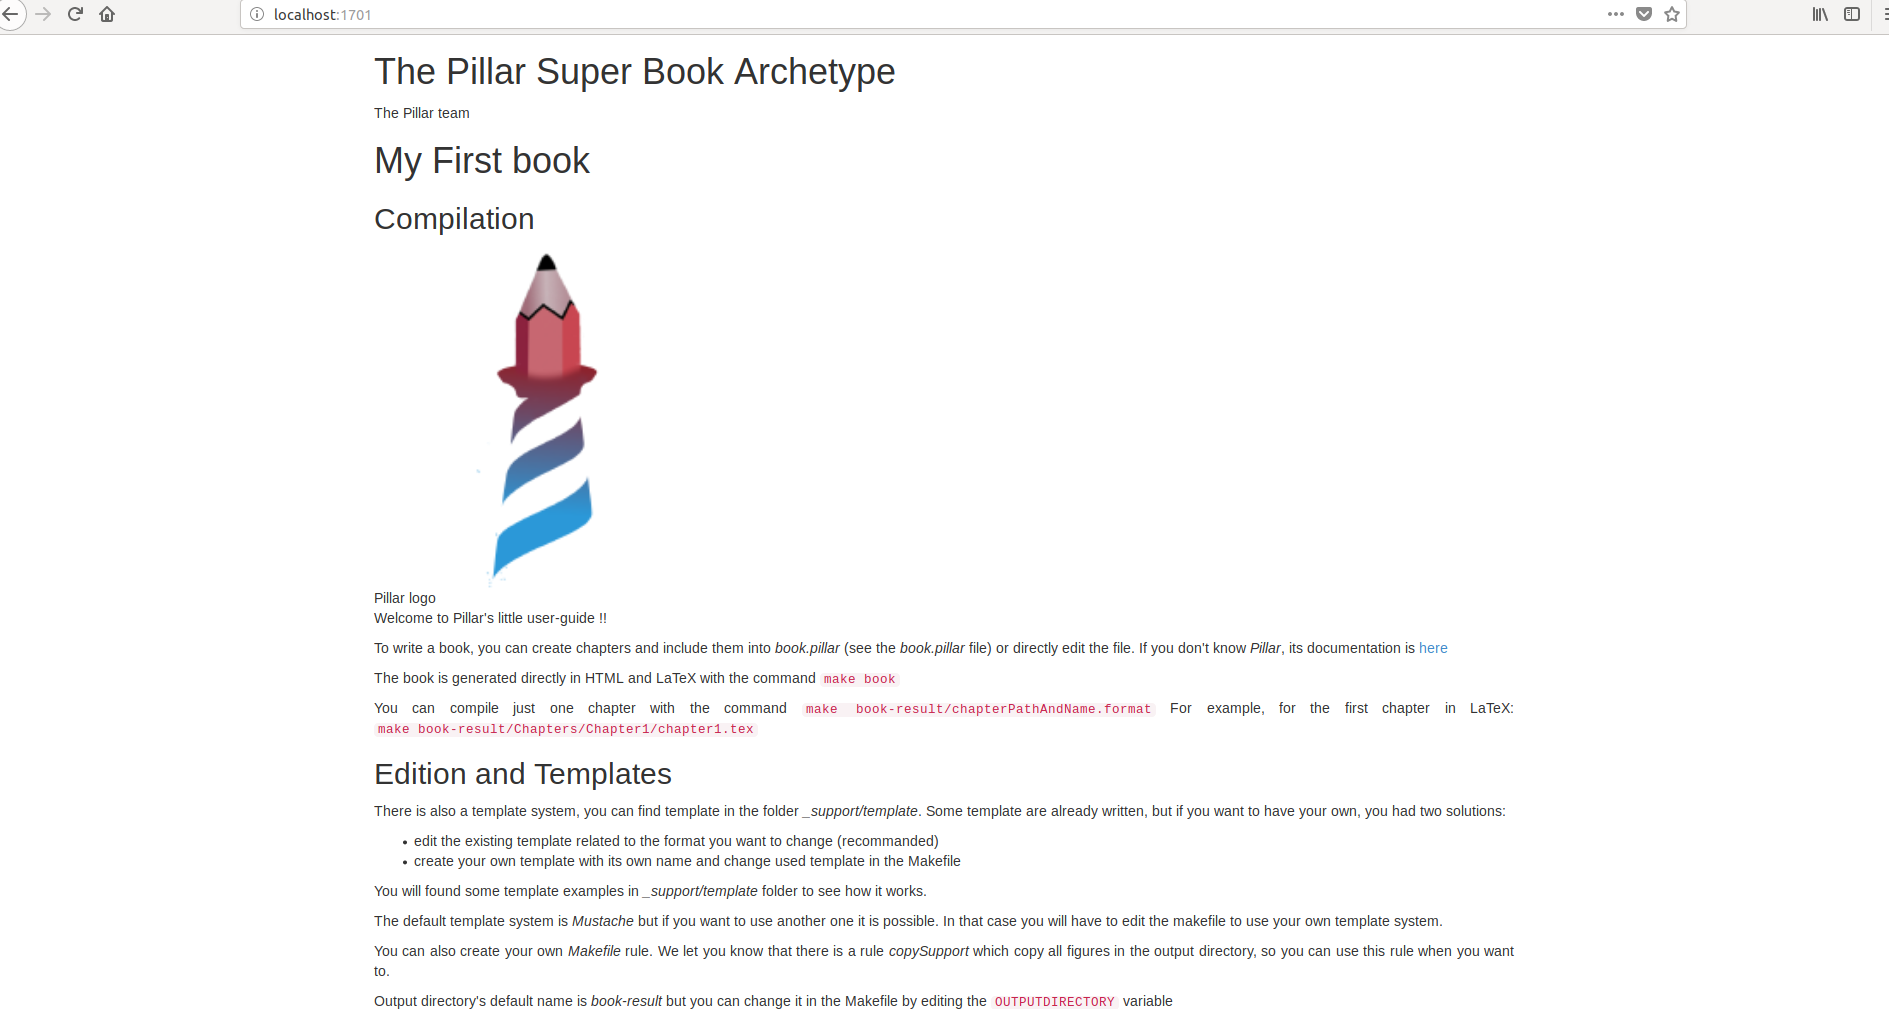 localhost:1701
The Pillar Super Book Archetype
The Pillar team
My First book
Compilation
Pillar logo
Welcome to Pillar's little user-guide !!
To write a book, you can create chapters and include them into book.pillar (see the book.pillar file) or directly edit the file. If you don't know Pillar, its documentation is here
The book is generated directly in HTML and LaTeX with the command make book
You can compile just one chapter with the command make book-result/chapterPathAndName.format For example, for the first chapter in LaTeX:
make book-result/Chapters/Chapter1/chapter1.tex
Edition and Templates
There is also a template system, you can find template in the folder _support/template. Some template are already written, but if you want to have your own, you had two solutions:
• edit the existing template related to the format you want to change (recommanded)
• create your own template with its own name and change used template in the Makefile
You will found some template examples in _support/template folder to see how it works.
The default template system is Mustache but if you want to use another one it is possible. In that case you will have to edit the makefile to use your own template system.
You can also create your own Makefile rule. We let you know that there is a rule copySupport which copy all figures in the output directory, so you can use this rule when you want
to.
Output directory's default name is book-result but you can change it in the Makefile by editing the OUTPUTDIRECTORY variable